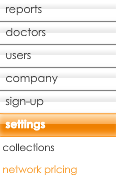 reports
doctors
users
company
sign-up
settings
collections
network pricing